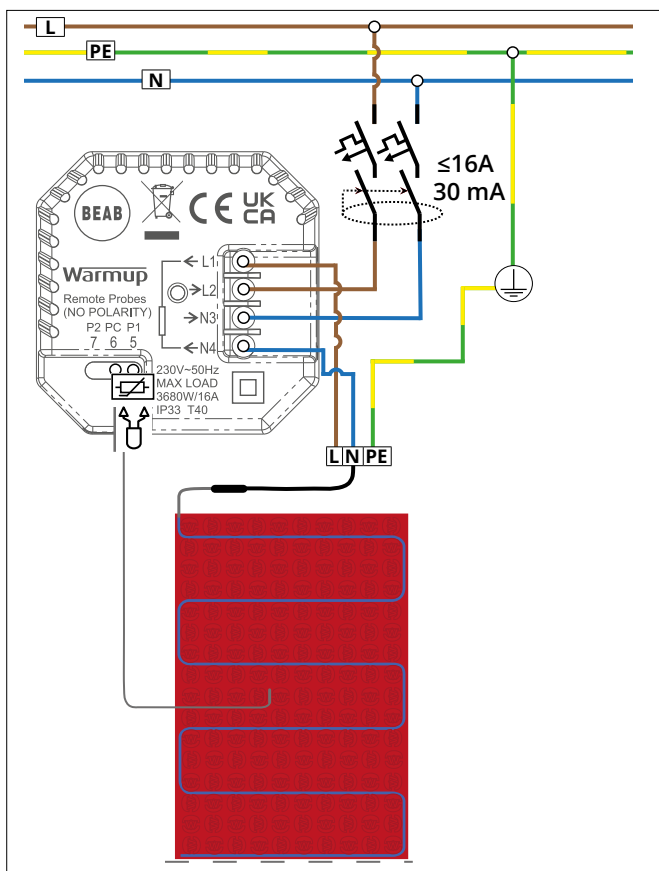 L
PE
N
≤16A
30 mA
BEAB
CE UK
CA
Warmup
Remote Probes
(NO POLARITY)
P2 PC P1
7 6 5
L1
L2
N3
N4
230V~50Hz
MAX LOAD
3680W/16A
IP33 T40
L N PE